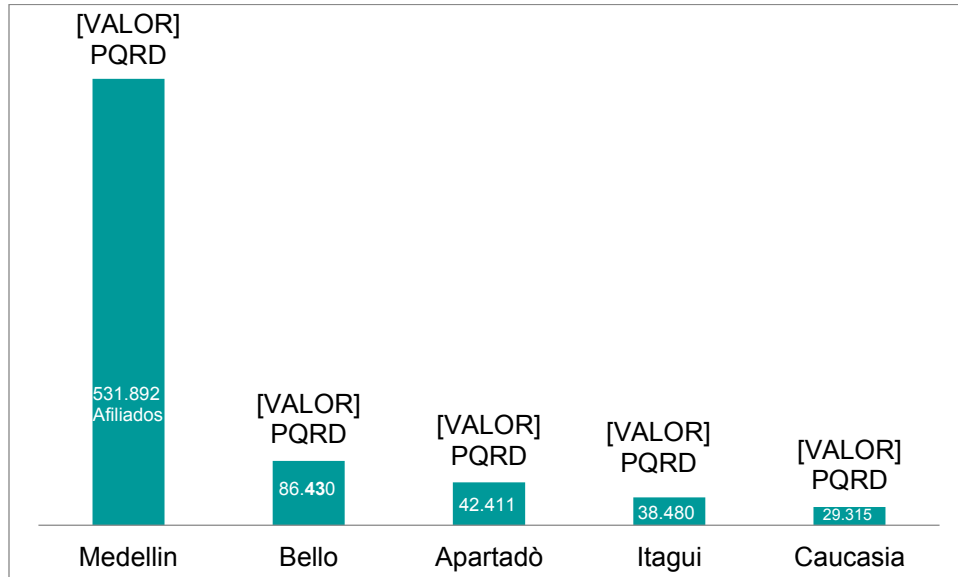 [VALOR]
PQRD
531.892
Afiliados
[VALOR]
PQRD
86.430
[VALOR]
PQRD
42.411
[VALOR]
PQRD
38.480
[VALOR]
PQRD
29.315
Medellin
Bello
Apartadò
Itagui
Caucasia